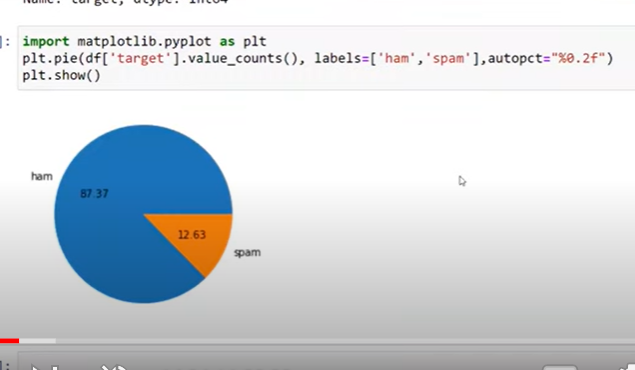 Name: target, dtype: int64
]: import matplotlib.pyplot as plt
plt.pie(df['target'].value_counts(), labels=['ham','spam'],autopct="%0.2f")
plt.show()
ham
87.37
12.63
spam
]: